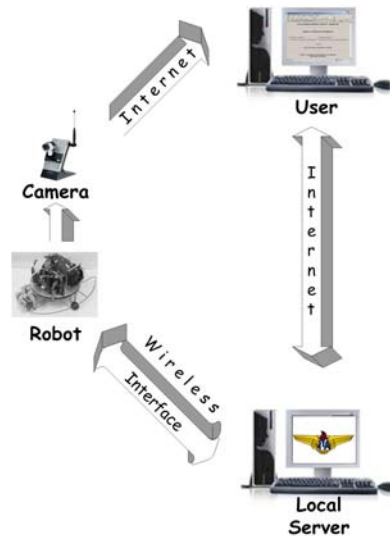 Internet
User
Camera
Internet
Robot
Wireless
Interface
Local
Server